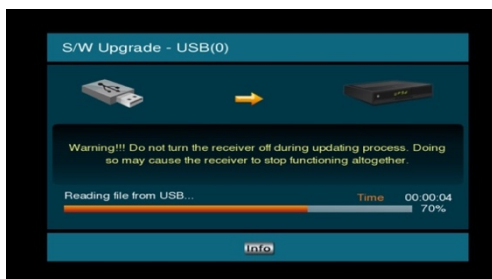 S/W Upgrade - USB(0)
Warning!!! Do not turn the receiver off during updating process. Doing
so may cause the receiver to stop functioning altogether.
Reading file from USB... Time 00:00:04
70%
Info